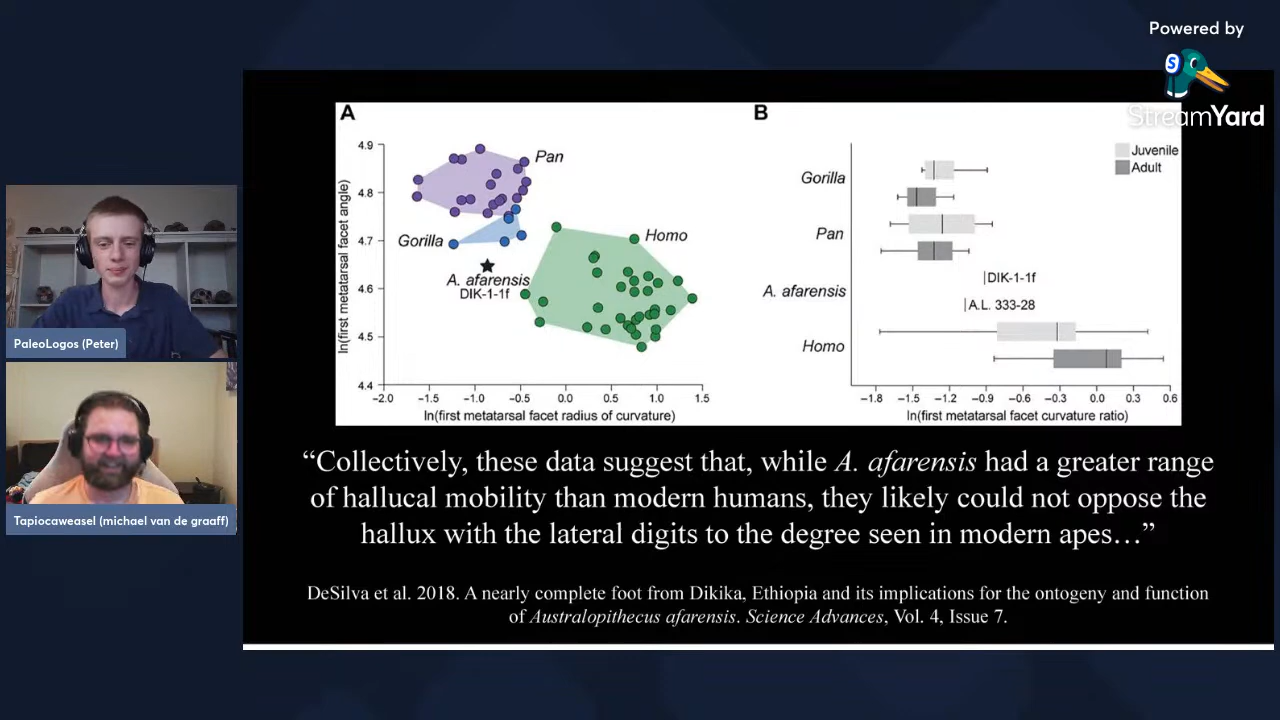 Powered by
S
StreamYard
PaleoLogos (Peter)
Tapiocaweasel (michael van de graaff)
A
4.9
4.8
4.7
4.6
4.5
4.4
ln(first metatarsal facet angle)
Pan
Gorilla
Homo
A. afarensis
DIK-1-1f
−2.0 −1.5 −1.0 −0.5 0.0 0.5 1.0 1.5
ln(first metatarsal facet radius of curvature)
B
Juvenile
Adult
Gorilla
Pan
A. afarensis
Homo
DIK-1-1f
A.L. 333-28
−1.8 −1.5 −1.2 −0.9 −0.6 −0.3 0.0 0.3 0.6
ln(first metatarsal facet curvature ratio)
“Collectively, these data suggest that, while A. afarensis had a greater range
of hallucal mobility than modern humans, they likely could not oppose the
hallux with the lateral digits to the degree seen in modern apes…”
DeSilva et al. 2018. A nearly complete foot from Dikika, Ethiopia and its implications for the ontogeny and function
of Australopithecus afarensis. Science Advances, Vol. 4, Issue 7.